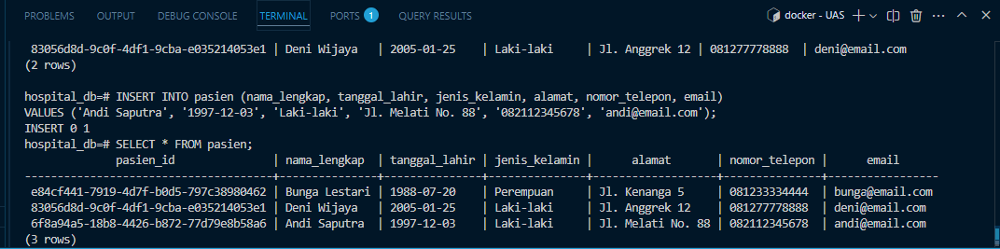 PROBLEMS OUTPUT DEBUG CONSOLE TERMINAL PORTS 1 QUERY RESULTS docker - UAS
83056d8d-9c0f-4df1-9cba-e035214053e1 | Deni Wijaya | 2005-01-25 | Laki-laki | Jl. Anggrek 12 | 081277778888 | deni@email.com
(2 rows)
hospital_db=# INSERT INTO pasien (nama_lengkap, tanggal_lahir, jenis_kelamin, alamat, nomor_telepon, email)
VALUES ('Andi Saputra', '1997-12-03', 'Laki-laki', 'Jl. Melati No. 88', '082112345678', 'andi@email.com');
INSERT 0 1
hospital_db=# SELECT * FROM pasien;
pasien_id | nama_lengkap | tanggal_lahir | jenis_kelamin | alamat | nomor_telepon | email
--------------------------------------+--------------+---------------+---------------+-------------------+---------------+-----------------
e84cf441-7919-4d7f-b0d5-797c38980462 | Bunga Lestari | 1988-07-20 | Perempuan | Jl. Kenanga 5 | 081233334444 | bunga@email.com
83056d8d-9c0f-4df1-9cba-e035214053e1 | Deni Wijaya | 2005-01-25 | Laki-laki | Jl. Anggrek 12 | 081277778888 | deni@email.com
6f8a94a5-18b8-4426-b872-77d79e8b58a6 | Andi Saputra | 1997-12-03 | Laki-laki | Jl. Melati No. 88 | 082112345678 | andi@email.com
(3 rows)